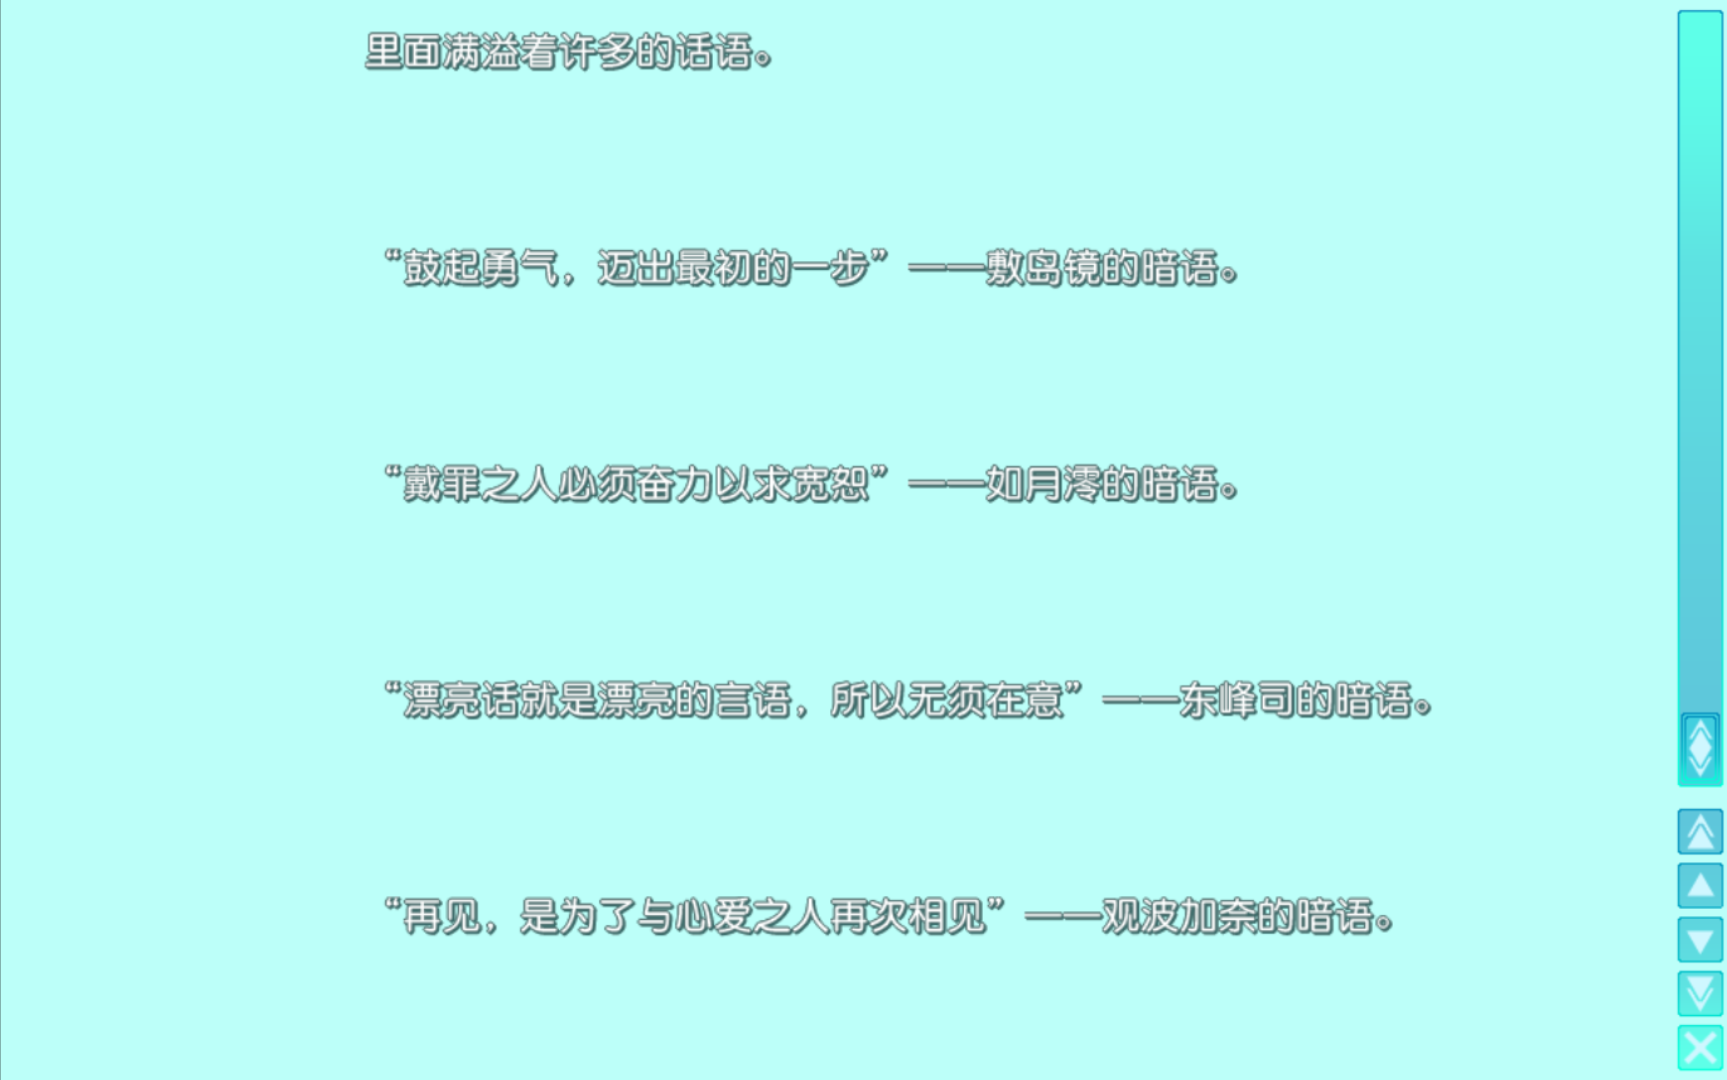 里面满溢着许多的话语。
“鼓起勇气，迈出最初的一步”——敷岛镜的暗语。
“戴罪之人必须奋力以求宽恕”——如月澪的暗语。
“漂亮话就是漂亮的言语，所以无须在意”——东峰司的暗语。
“再见，是为了与心爱之人再次相见”——观波加奈的暗语。